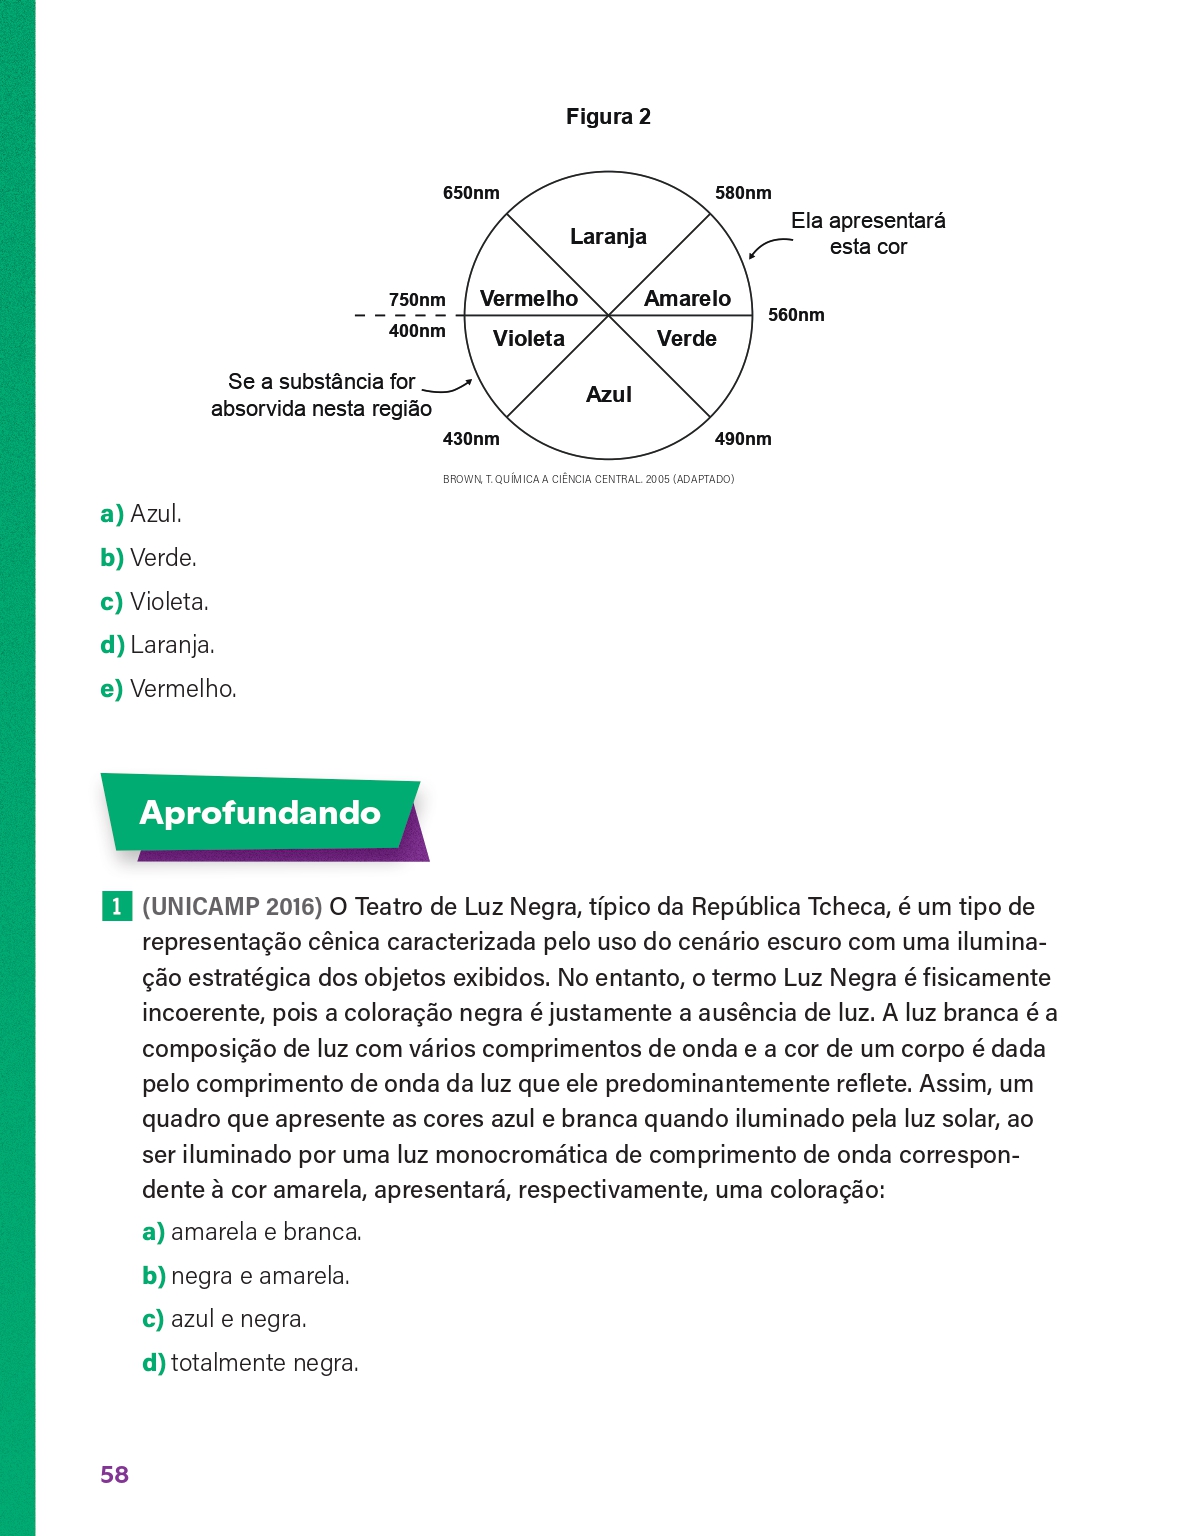 Figura 2
650nm
580nm
Ela apresentará
esta cor
Laranja
750nm
Vermelho
Amarelo
560nm
400nm
Violeta
Verde
Se a substância for
absorvida nesta região
Azul
430nm
490nm
BROWN, T. QUÍMICA A CIÊNCIA CENTRAL. 2005 (ADAPTADO)
a) Azul.
b) Verde.
c) Violeta.
d) Laranja.
e) Vermelho.
Aprofundando
1 (UNICAMP 2016) O Teatro de Luz Negra, típico da República Tcheca, é um tipo de
representação cênica caracterizada pelo uso do cenário escuro com uma ilumina-
ção estratégica dos objetos exibidos. No entanto, o termo Luz Negra é fisicamente
incoerente, pois a coloração negra é justamente a ausência de luz. A luz branca é a
composição de luz com vários comprimentos de onda e a cor de um corpo é dada
pelo comprimento de onda da luz que ele predominantemente reflete. Assim, um
quadro que apresente as cores azul e branca quando iluminado pela luz solar, ao
ser iluminado por uma luz monocromática de comprimento de onda correspon-
dente à cor amarela, apresentará, respectivamente, uma coloração:
a) amarela e branca.
b) negra e amarela.
c) azul e negra.
d) totalmente negra.
58